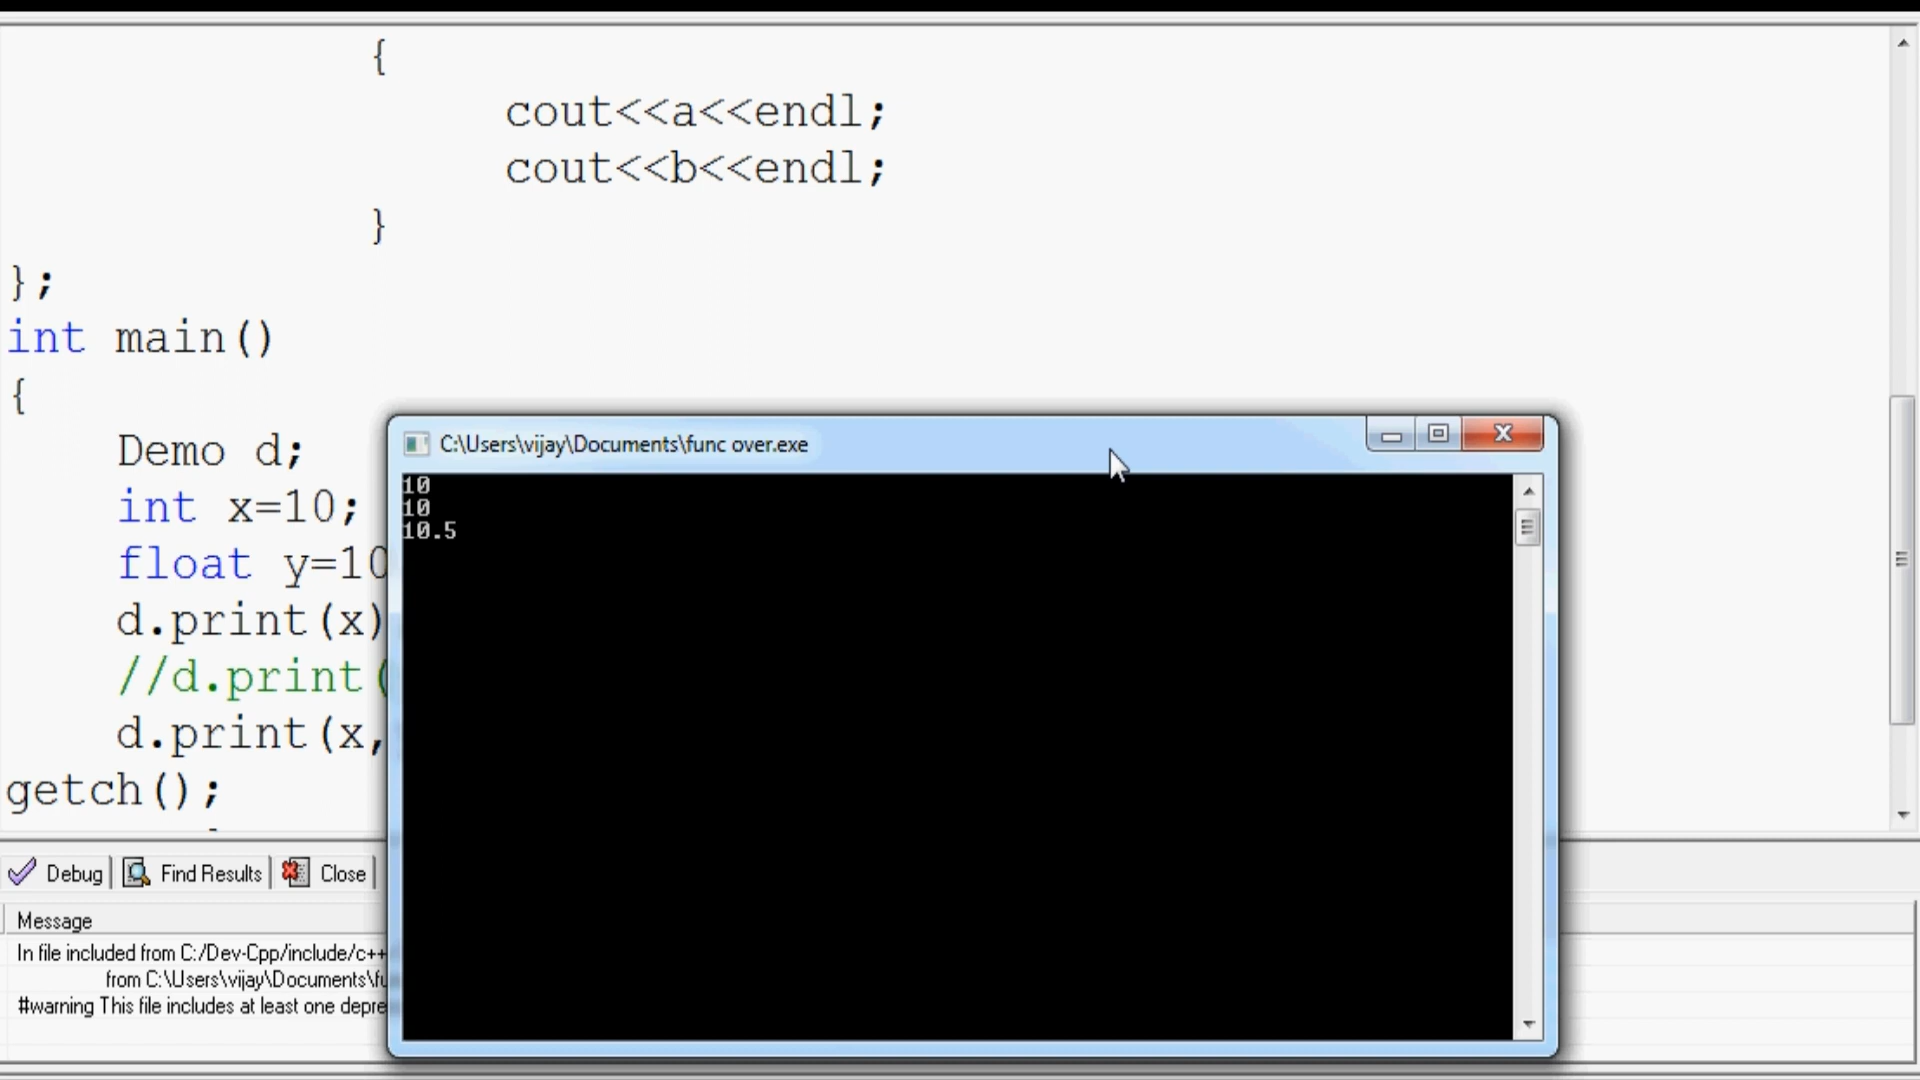 {
cout<<a<<endl;
cout<<b<<endl;
}
};
int main()
{
Demo d;
int x=10;
float y=10
d.print(x)
//d.print(
d.print(x,
getch();
C:\Users\vijay\Documents\func over.exe
10
10
10.5
Debug
Find Results
Close
Message
In file included from C:/Dev-Cpp/include/c++
from C:\Users\vijay\Documents\fu
#warning This file includes at least one depre